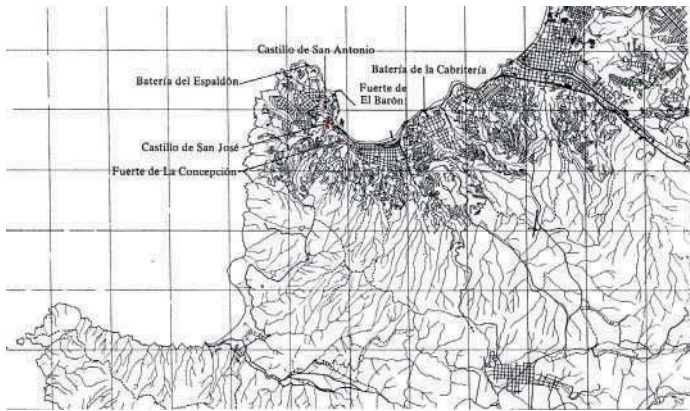 Castillo de San Antonio
Batería del Espaldón
Batería de la Cabritería
Fuerte de
El Barón
Castillo de San José
Fuerte de La Concepción